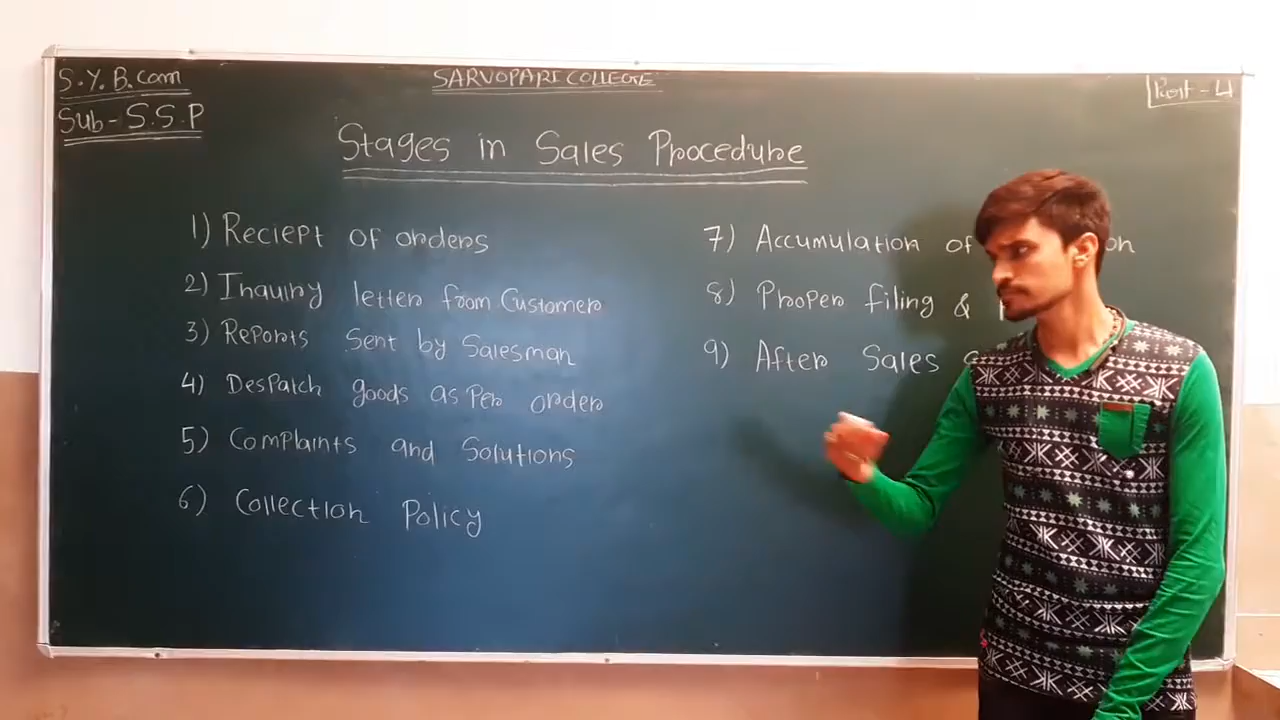 S.Y.B.Com
SARVOPARI COLLEGE
Part - 4
Sub - S.S.P
Stages in Sales Procedure
1) Reciept of orders
2) Inquiry letter from Customer
3) Reports Sent by Salesman
4) Despatch goods as Per order
5) Complaints and Solutions
6) Collection Policy
7) Accumulation of
8) Proper filing &
9) After Sales